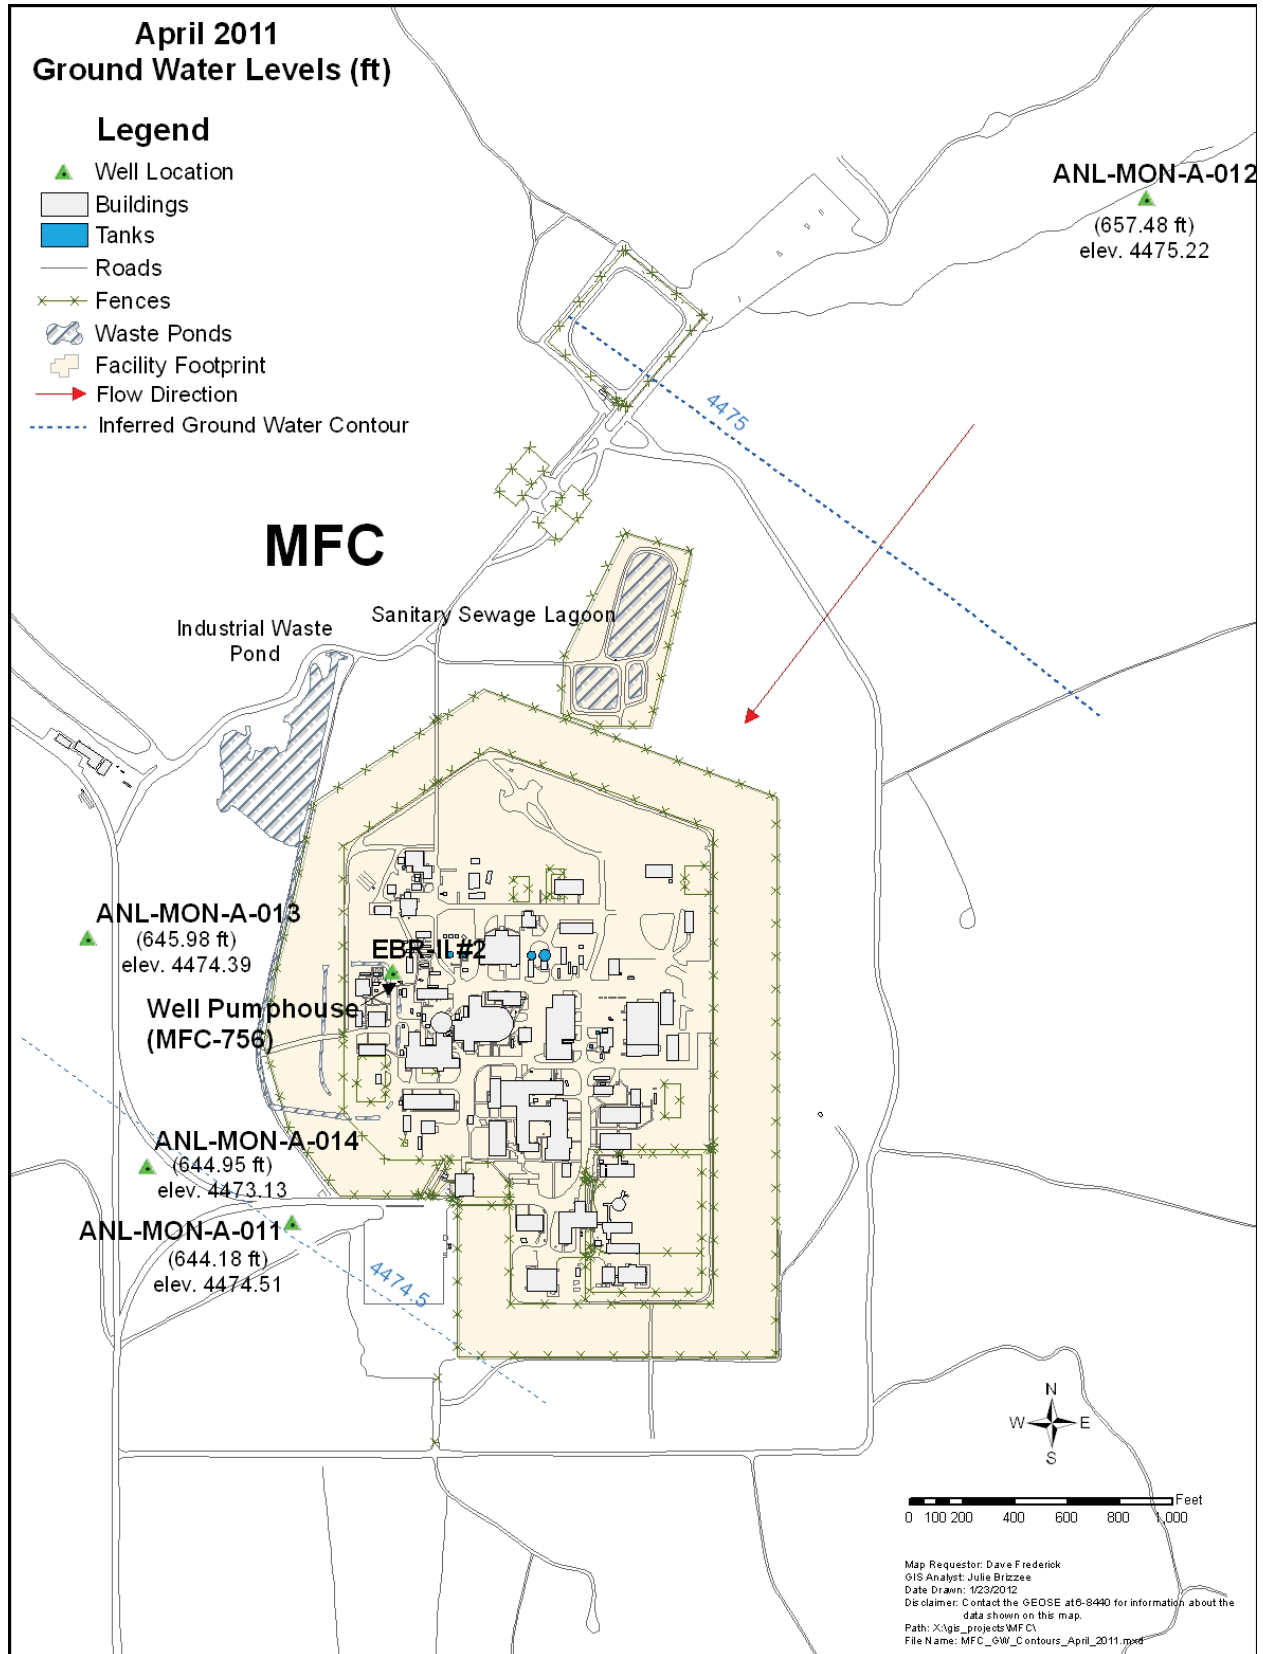 April 2011
Ground Water Levels (ft)
Legend
Well Location
Buildings
Tanks
Roads
Fences
Waste Ponds
Facility Footprint
Flow Direction
Inferred Ground Water Contour
ANL-MON-A-012
(657.48 ft)
elev. 4475.22
4475
MFC
Sanitary Sewage Lagoon
Industrial Waste
Pond
ANL-MON-A-013
(645.98 ft)
elev. 4474.39
EBR-II #2
Well Pumphouse
(MFC-756)
ANL-MON-A-014
(644.95 ft)
elev. 4473.13
ANL-MON-A-011
(644.18 ft)
elev. 4474.51
4474.5
N
W E
S
Feet
0 100 200 400 600 800 1,000
Map Requestor: Dave Frederick
GIS Analyst: Julie Brizzee
Date Drawn: 1/23/2012
Disclaimer: Contact the GEOSE at 6-8440 for information about the
data shown on this map.
Path: X:\gis_projects\MFC\
File Name: MFC_GW_Contours_April_2011.mxd